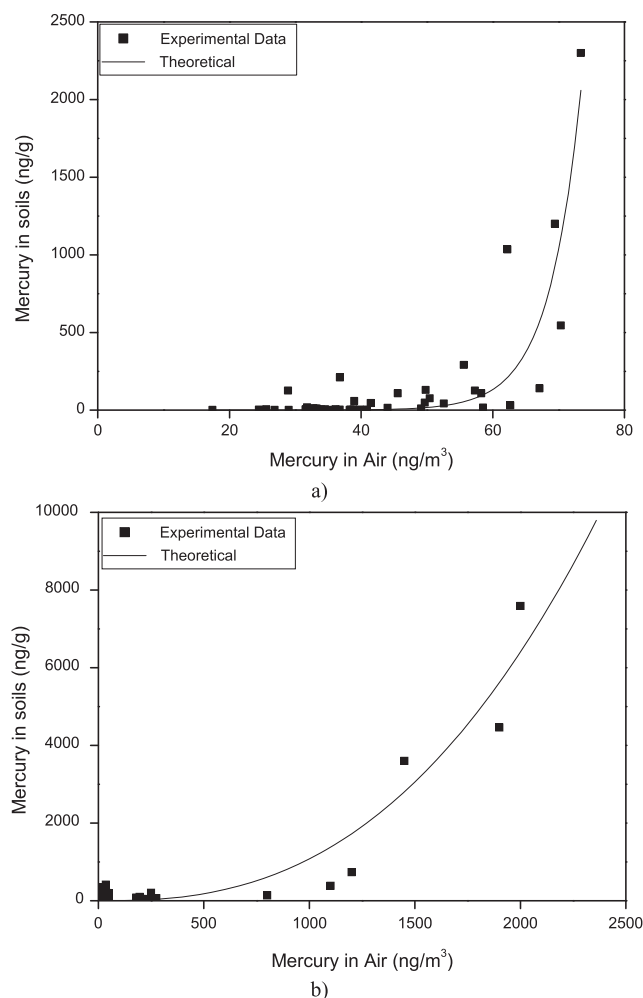 2500
2000
1500
1000
500
0
Mercury in soils (ng/g)
Experimental Data
Theoretical
0 20 40 60 80
Mercury in Air (ng/m³)
a)
10000
8000
6000
4000
2000
0
Mercury in soils (ng/g)
Experimental Data
Theoretical
0 500 1000 1500 2000 2500
Mercury in Air (ng/m³)
b)